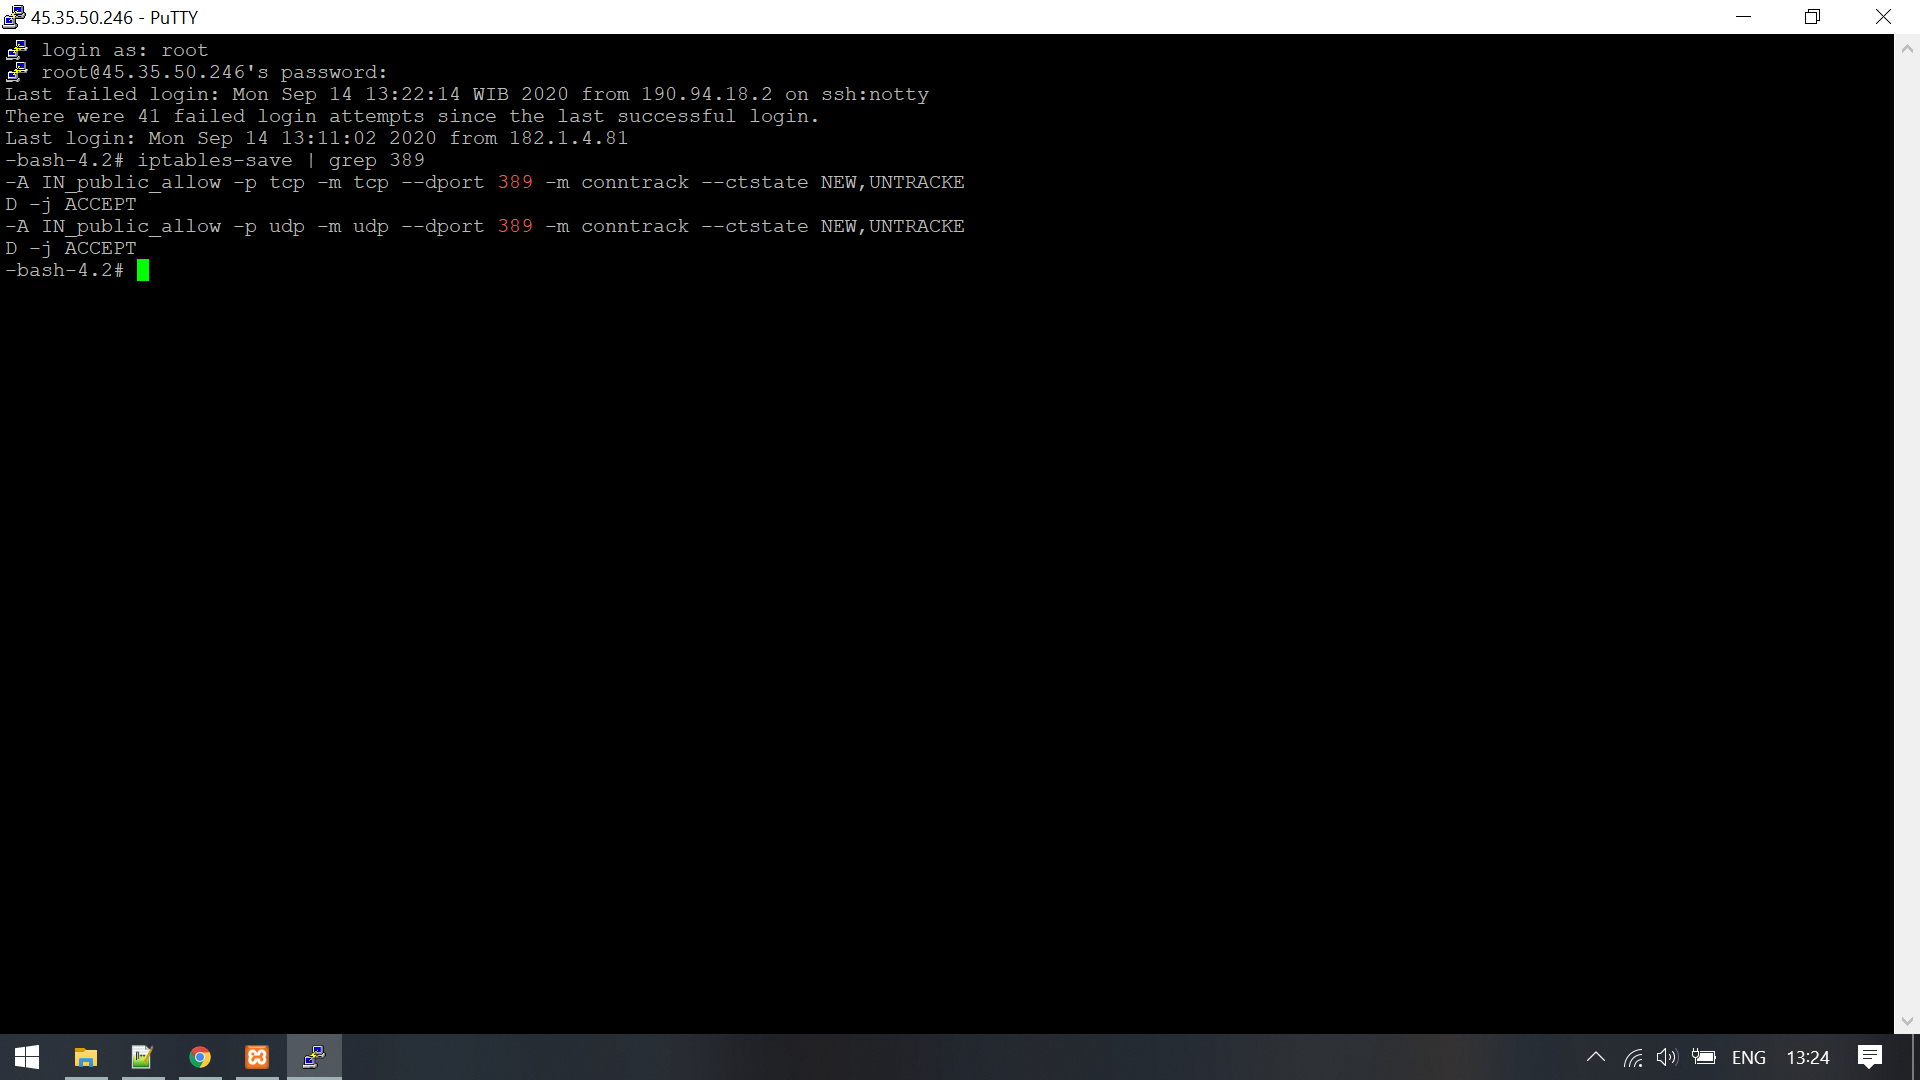 45.35.50.246 - PuTTY
login as: root
root@45.35.50.246's password:
Last failed login: Mon Sep 14 13:22:14 WIB 2020 from 190.94.18.2 on ssh:notty
There were 41 failed login attempts since the last successful login.
Last login: Mon Sep 14 13:11:02 2020 from 182.1.4.81
-bash-4.2# iptables-save | grep 389
-A IN_public_allow -p tcp -m tcp --dport 389 -m conntrack --ctstate NEW,UNTRACKE
D -j ACCEPT
-A IN_public_allow -p udp -m udp --dport 389 -m conntrack --ctstate NEW,UNTRACKE
D -j ACCEPT
-bash-4.2#
ENG 13:24